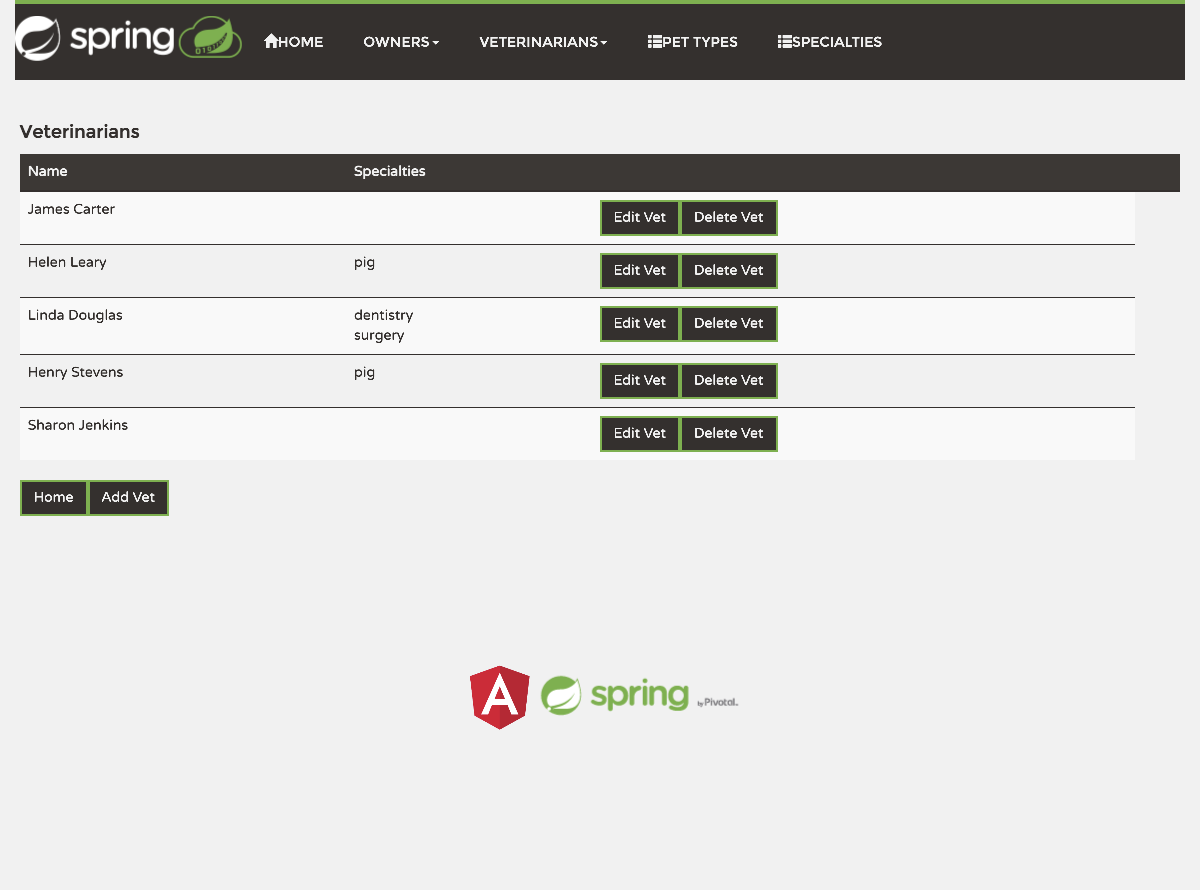 spring HOME OWNERS VETERINARIANS PET TYPES SPECIALTIES
Veterinarians
Name Specialties
James Carter Edit Vet Delete Vet
Helen Leary pig Edit Vet Delete Vet
Linda Douglas dentistry Edit Vet Delete Vet
surgery
Henry Stevens pig Edit Vet Delete Vet
Sharon Jenkins Edit Vet Delete Vet
Home Add Vet
A spring by Pivotal.